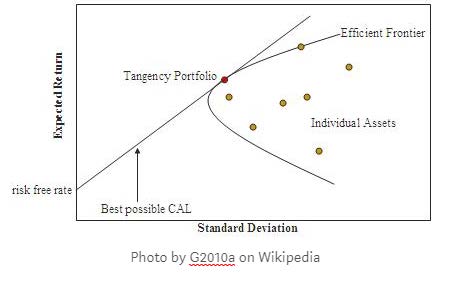 Efficient Frontier
Tangency Portfolio
Expected Return
Individual Assets
risk free rate
Best possible CAL
Standard Deviation
Photo by G2010a on Wikipedia